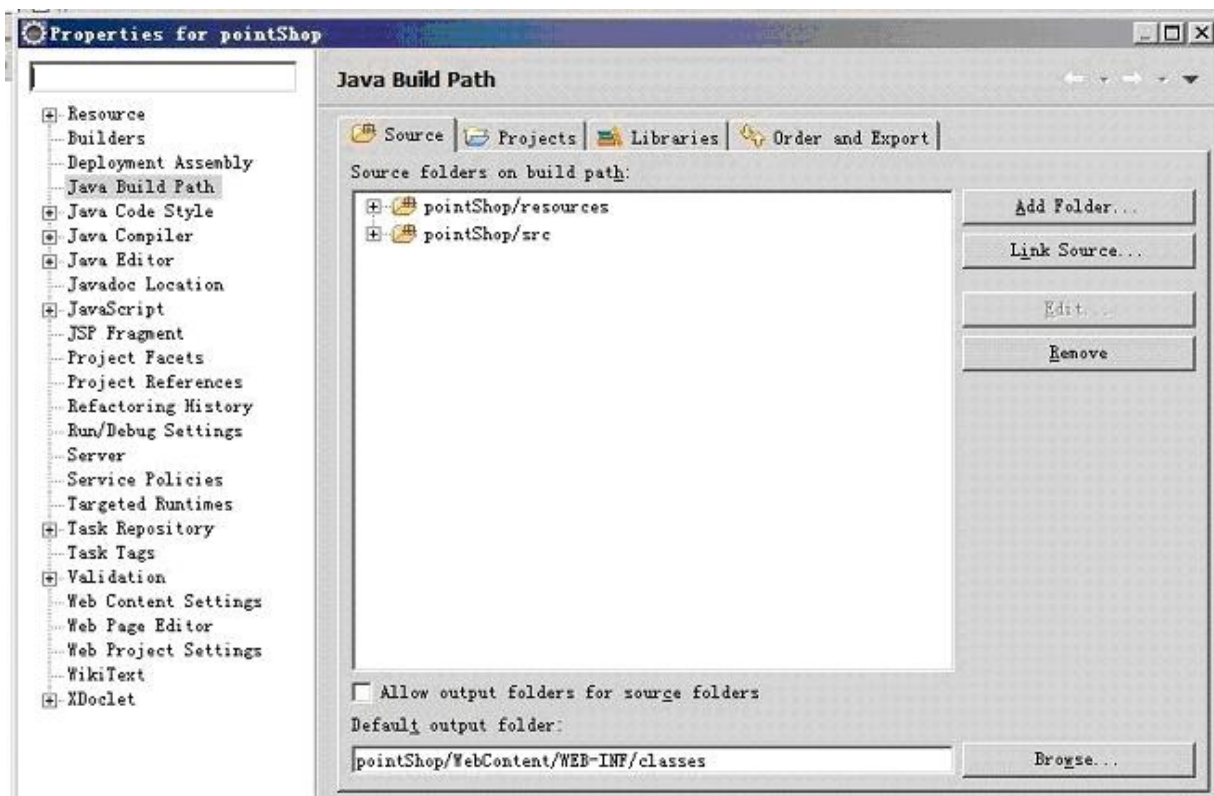 Properties for pointShop
Java Build Path
Resource
Builders
Deployment Assembly
Java Build Path
Java Code Style
Java Compiler
Java Editor
Javadoc Location
JavaScript
JSP Fragment
Project Facets
Project References
Refactoring History
Run/Debug Settings
Server
Service Policies
Targeted Runtimes
Task Repository
Task Tags
Validation
Web Content Settings
Web Page Editor
Web Project Settings
WikiText
XDoclet
Source Projects Libraries Order and Export
Source folders on build path:
pointShop/resources
pointShop/src
Add Folder...
Link Source...
Edit...
Remove
Allow output folders for source folders
Default output folder:
pointShop/WebContent/WEB-INF/classes
Browse...